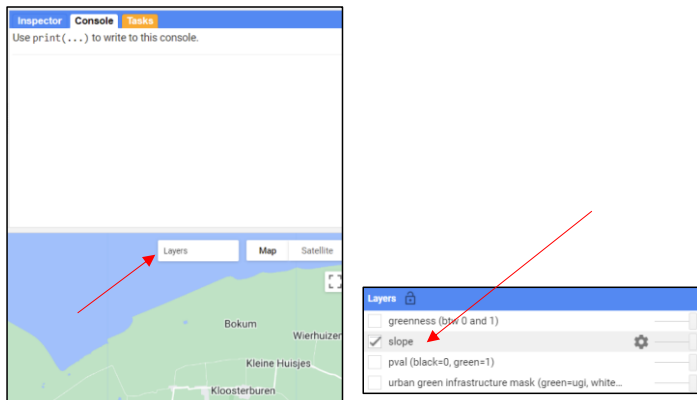 Inspector Console Tasks
Use print(...) to write to this console.
Layers
Map Satellite
Bokum
Wierhuizen
Kleine Huisjes
Kloosterburen
Layers
greenness (btw 0 and 1)
slope
pval (black=0, green=1)
urban green infrastructure mask (green=ugi, white...